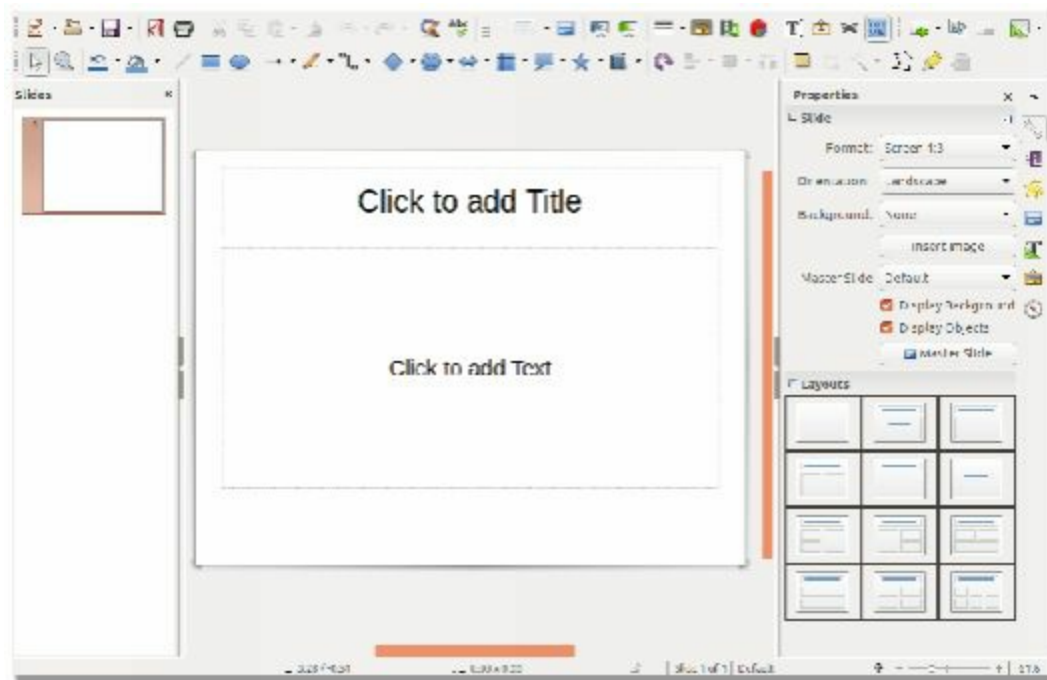 Slides
Properties
Slide
Format: Screen 4:3
Orientation: Landscape
Background: None
Insert Image
Master Slide Default
Display Background
Display Objects
Master Slide
Layouts
Click to add Title
Click to add Text
Slide 1 of 1 Default